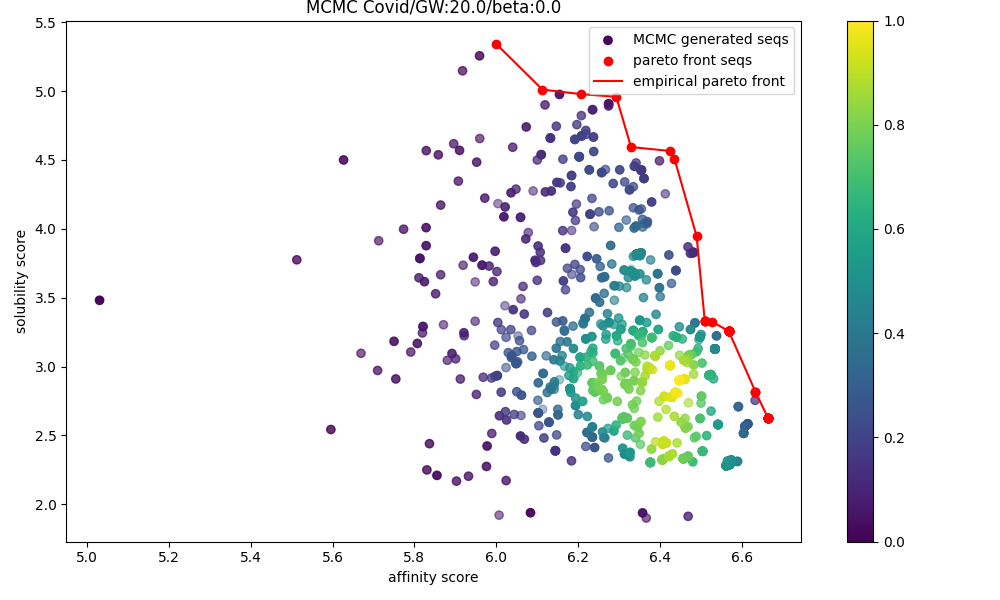 MCMC Covid/GW:20.0/beta:0.0
MCMC generated seqs
pareto front seqs
empirical pareto front
solubility score
5.5
5.0
4.5
4.0
3.5
3.0
2.5
2.0
5.0 5.2 5.4 5.6 5.8 6.0 6.2 6.4 6.6
affinity score
1.0
0.8
0.6
0.4
0.2
0.0